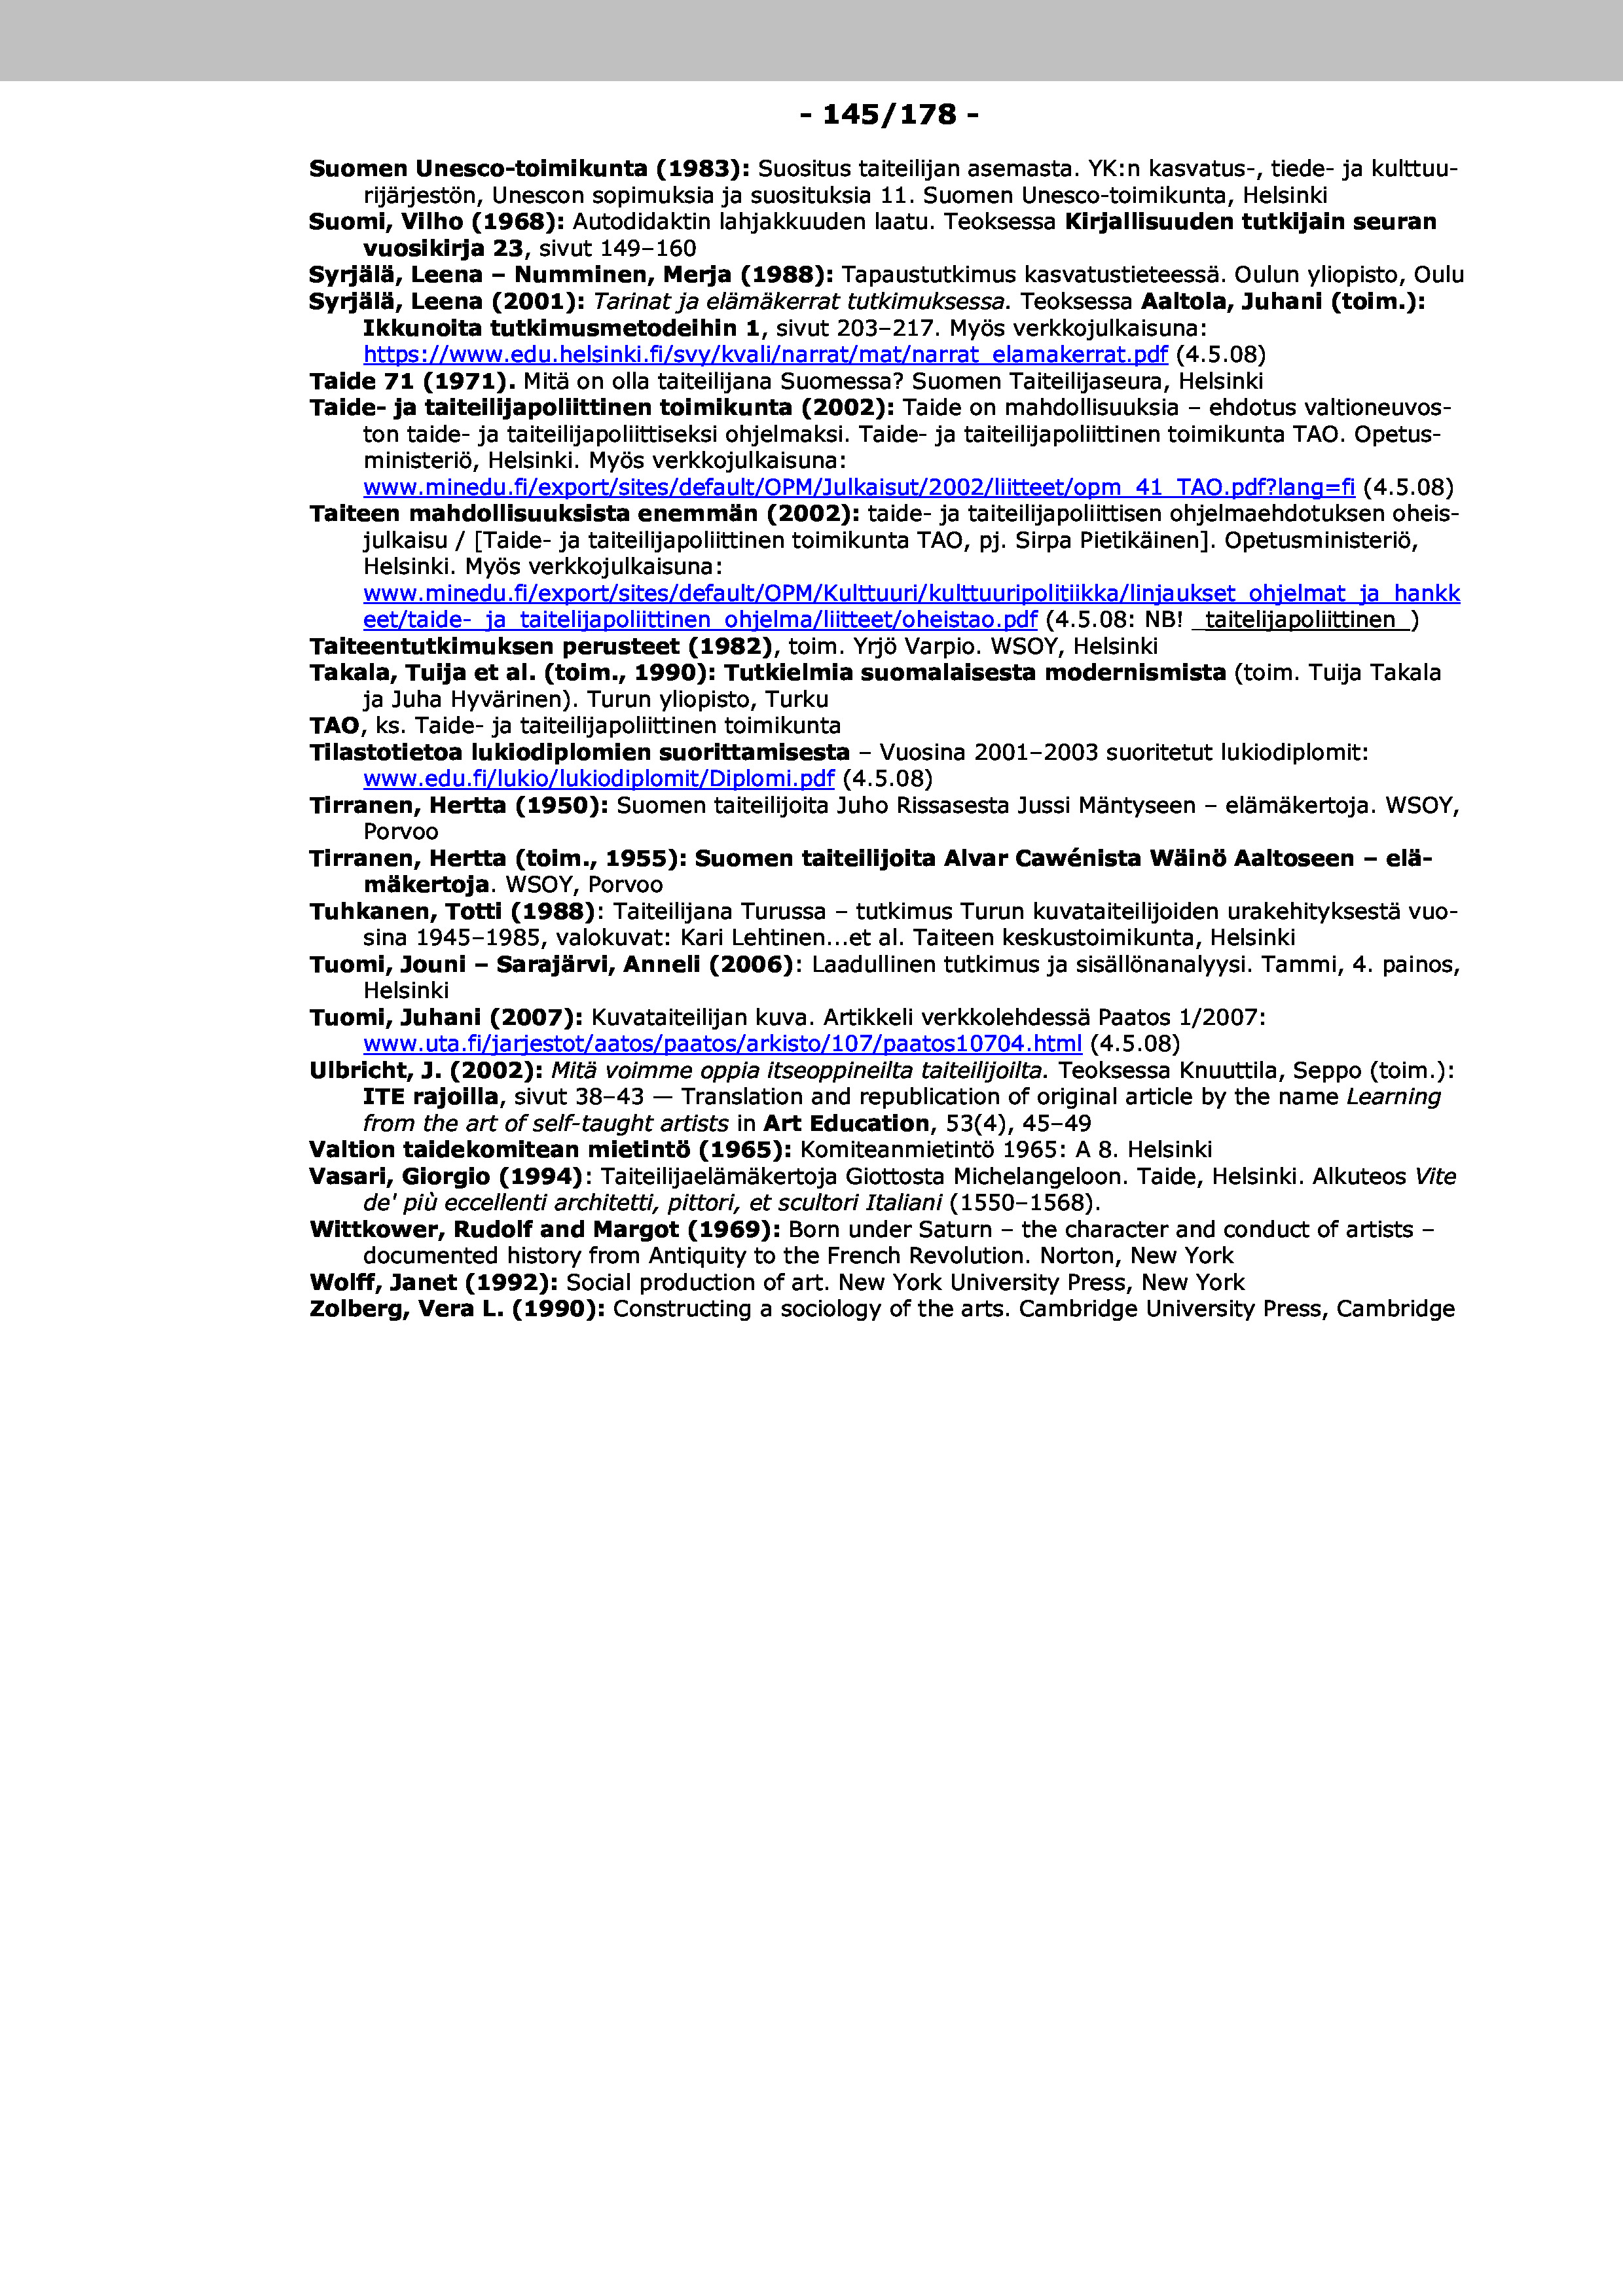 - 145/178 -
Suomen Unesco-toimikunta (1983): Suositus taiteilijan asemasta. YK:n kasvatus-, tiede- ja kulttuu-
rijärjestön, Unescon sopimuksia ja suosituksia 11. Suomen Unesco-toimikunta, Helsinki
Suomi, Vilho (1968): Autodidaktin lahjakkuuden laatu. Teoksessa Kirjallisuuden tutkijain seuran
vuosikirja 23, sivut 149–160
Syrjälä, Leena – Numminen, Merja (1988): Tapaustutkimus kasvatustieteessä. Oulun yliopisto, Oulu
Syrjälä, Leena (2001): Tarinat ja elämäkerrat tutkimuksessa. Teoksessa Aaltola, Juhani (toim.):
Ikkunoita tutkimusmetodeihin 1, sivut 203–217. Myös verkkojulkaisuna:
https://www.edu.helsinki.fi/svy/kvali/narrat/mat/narrat_elamakerrat.pdf (4.5.08)
Taide 71 (1971). Mitä on olla taiteilijana Suomessa? Suomen Taiteilijaseura, Helsinki
Taide- ja taiteilijapoliittinen toimikunta (2002): Taide on mahdollisuuksia – ehdotus valtioneuvos-
ton taide- ja taiteilijapoliittiseksi ohjelmaksi. Taide- ja taiteilijapoliittinen toimikunta TAO. Opetus-
ministeriö, Helsinki. Myös verkkojulkaisuna:
www.minedu.fi/export/sites/default/OPM/Julkaisut/2002/liitteet/opm_41_TAO.pdf?lang=fi (4.5.08)
Taiteen mahdollisuuksista enemmän (2002): taide- ja taiteilijapoliittisen ohjelmaehdotuksen oheis-
julkaisu / [Taide- ja taiteilijapoliittinen toimikunta TAO, pj. Sirpa Pietikäinen]. Opetusministeriö,
Helsinki. Myös verkkojulkaisuna:
www.minedu.fi/export/sites/default/OPM/Kulttuuri/kulttuuripolitiikka/linjaukset_ohjelmat_ja_hankk
eet/taide-_ja_taitelijapoliittinen_ohjelma/liitteet/oheistao.pdf (4.5.08: NB! _taitelijapoliittinen_)
Taiteentutkimuksen perusteet (1982), toim. Yrjö Varpio. WSOY, Helsinki
Takala, Tuija et al. (toim., 1990): Tutkielmia suomalaisesta modernismista (toim. Tuija Takala
ja Juha Hyvärinen). Turun yliopisto, Turku
TAO, ks. Taide- ja taiteilijapoliittinen toimikunta
Tilastotietoa lukiodiplomien suorittamisesta – Vuosina 2001–2003 suoritetut lukiodiplomit:
www.edu.fi/lukio/lukiodiplomit/Diplomi.pdf (4.5.08)
Tirranen, Hertta (1950): Suomen taiteilijoita Juho Rissasesta Jussi Mäntyseen – elämäkertoja. WSOY,
Porvoo
Tirranen, Hertta (toim., 1955): Suomen taiteilijoita Alvar Cawénista Wäinö Aaltoseen – elä-
mäkertoja. WSOY, Porvoo
Tuhkanen, Totti (1988): Taiteilijana Turussa – tutkimus Turun kuvataiteilijoiden urakehityksestä vuo-
sina 1945–1985, valokuvat: Kari Lehtinen...et al. Taiteen keskustoimikunta, Helsinki
Tuomi, Jouni – Sarajärvi, Anneli (2006): Laadullinen tutkimus ja sisällönanalyysi. Tammi, 4. painos,
Helsinki
Tuomi, Juhani (2007): Kuvataiteilijan kuva. Artikkeli verkkolehdessä Paatos 1/2007:
www.uta.fi/jarjestot/aatos/paatos/arkisto/107/paatos10704.html (4.5.08)
Ulbricht, J. (2002): Mitä voimme oppia itseoppineilta taiteilijoilta. Teoksessa Knuuttila, Seppo (toim.):
ITE rajoilla, sivut 38–43 — Translation and republication of original article by the name Learning
from the art of self-taught artists in Art Education, 53(4), 45–49
Valtion taidekomitean mietintö (1965): Komiteanmietintö 1965: A 8. Helsinki
Vasari, Giorgio (1994): Taiteilijaelämäkertoja Giottosta Michelangeloon. Taide, Helsinki. Alkuteos Vite
de' più eccellenti architetti, pittori, et scultori Italiani (1550–1568).
Wittkower, Rudolf and Margot (1969): Born under Saturn – the character and conduct of artists –
documented history from Antiquity to the French Revolution. Norton, New York
Wolff, Janet (1992): Social production of art. New York University Press, New York
Zolberg, Vera L. (1990): Constructing a sociology of the arts. Cambridge University Press, Cambridge